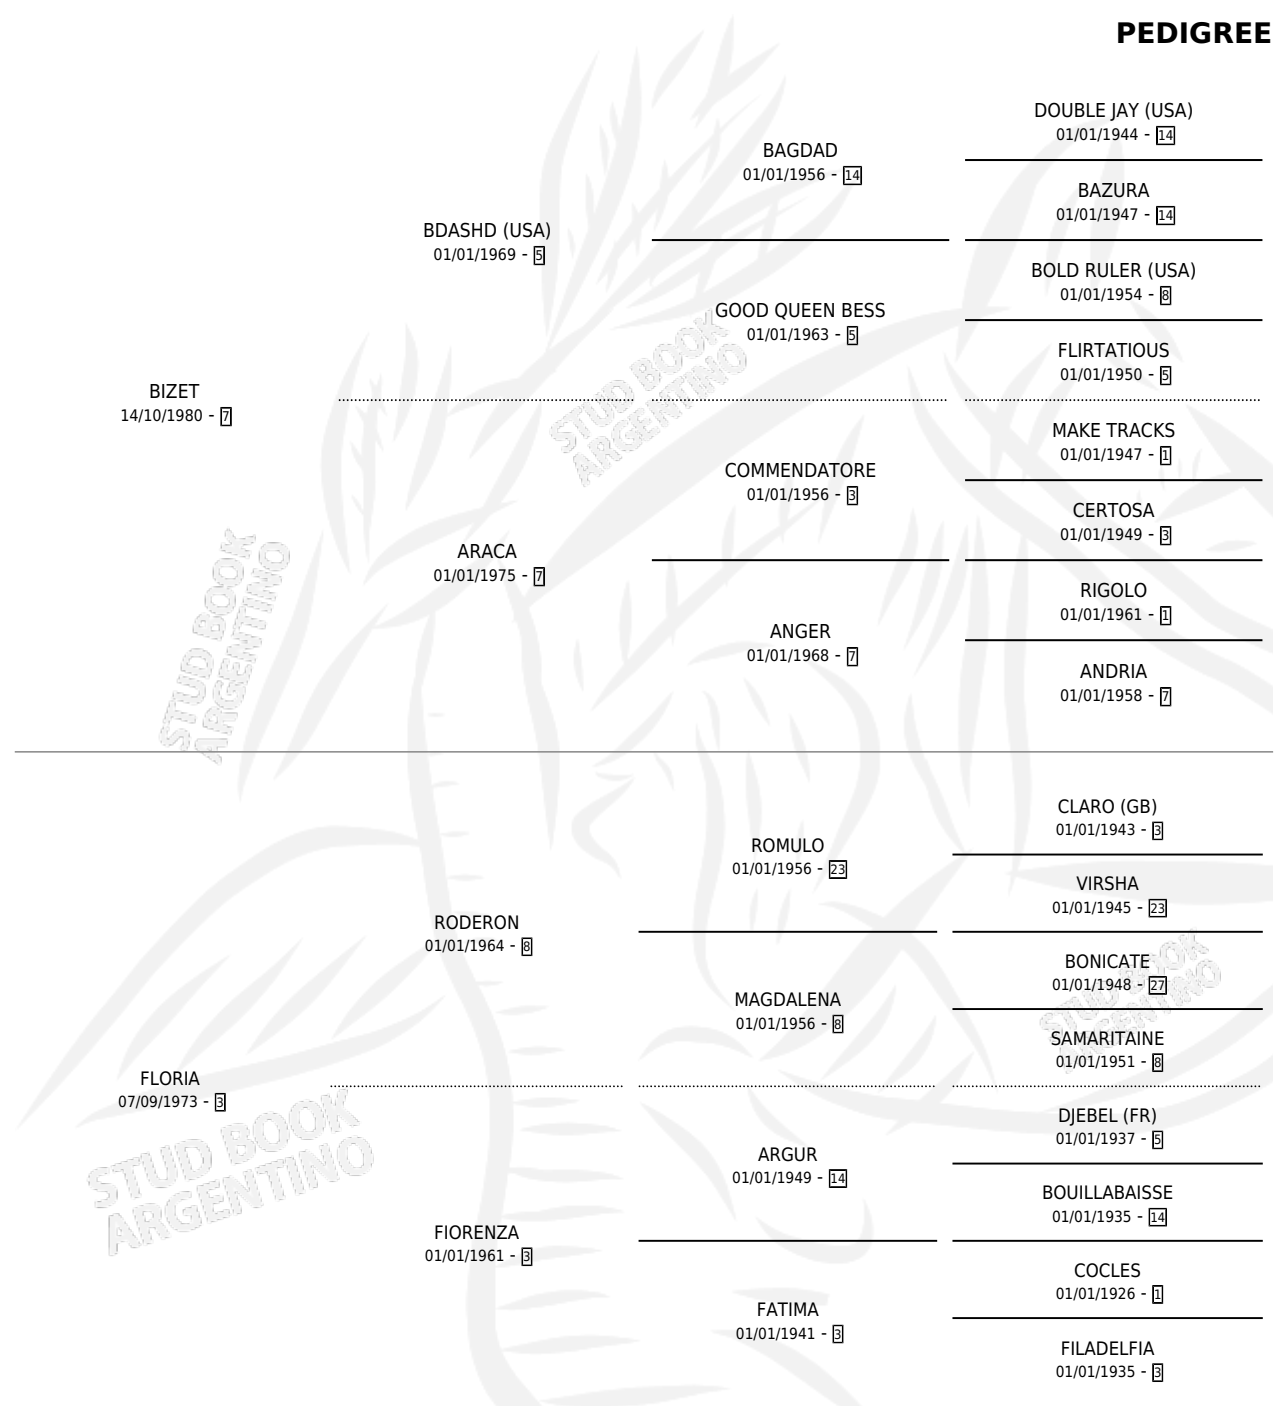 PEDIGREE
DOUBLE JAY (USA)
01/01/1944 - 14
BAGDAD
01/01/1956 - 14
BAZURA
01/01/1947 - 14
BDASHD (USA)
01/01/1969 - 5
BOLD RULER (USA)
01/01/1954 - 8
GOOD QUEEN BESS
01/01/1963 - 5
FLIRTATIOUS
01/01/1950 - 5
BIZET
14/10/1980 - 7
STUD BOOK
ARGENTINO
MAKE TRACKS
01/01/1947 - 1
COMMENDATORE
01/01/1956 - 3
CERTOSA
01/01/1949 - 3
ARACA
01/01/1975 - 7
RIGOLO
01/01/1961 - 1
ANGER
01/01/1968 - 7
ANDRIA
01/01/1958 - 7
STUD BOOK
ARGENTINO
CLARO (GB)
01/01/1943 - 3
ROMULO
01/01/1956 - 23
VIRSHA
01/01/1945 - 23
RODERON
01/01/1964 - 8
BONICATE
01/01/1948 - 27
MAGDALENA
01/01/1956 - 8
STUD BOOK
ARGENTINO
SAMARITAINE
01/01/1951 - 8
FLORIA
07/09/1973 - 3
DJEBEL (FR)
01/01/1937 - 5
ARGUR
01/01/1949 - 14
STUD BOOK
ARGENTINO
BOUILLABAISSE
01/01/1935 - 14
FIORENZA
01/01/1961 - 3
COCLES
01/01/1926 - 1
FATIMA
01/01/1941 - 3
FILADELFIA
01/01/1935 - 3